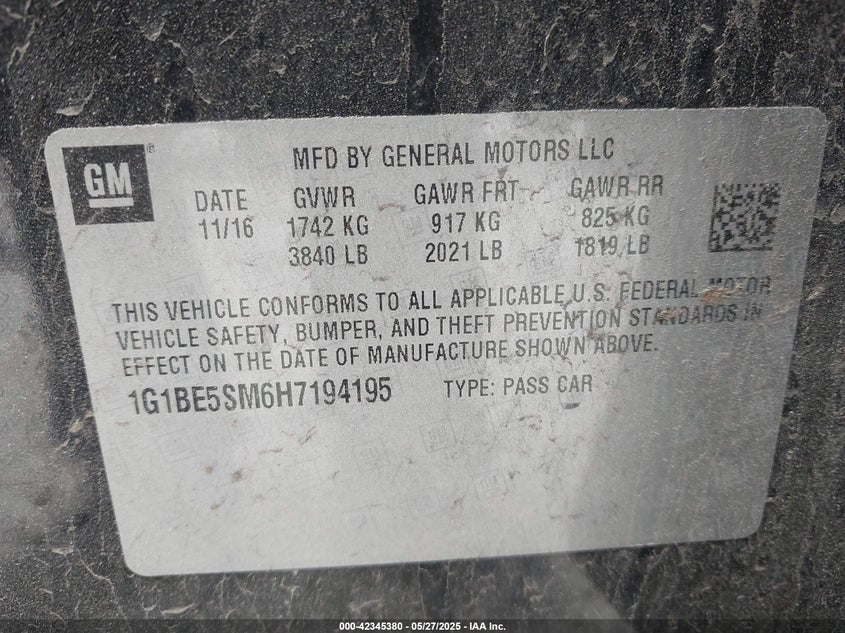 GM
MFD BY GENERAL MOTORS LLC
DATE GVWR GAWR FRT GAWR RR
11/16 1742 KG 917 KG 825 KG
3840 LB 2021 LB 1819 LB
THIS VEHICLE CONFORMS TO ALL APPLICABLE U.S. FEDERAL MOTOR
VEHICLE SAFETY, BUMPER, AND THEFT PREVENTION STANDARDS IN
EFFECT ON THE DATE OF MANUFACTURE SHOWN ABOVE.
1G1BE5SM6H7194195 TYPE: PASS CAR
000-42345380 - 05/27/2025 - IAA Inc.